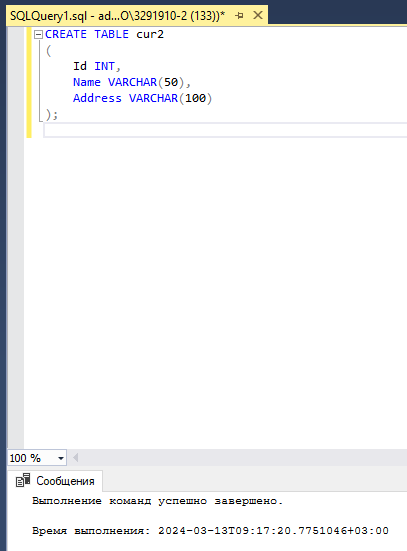 SQLQuery1.sql - ad...O\3291910-2 (133))*
CREATE TABLE cur2
(
Id INT,
Name VARCHAR(50),
Address VARCHAR(100)
);
100 %
Сообщения
Выполнение команд успешно завершено.
Время выполнения: 2024-03-13T09:17:20.7751046+03:00